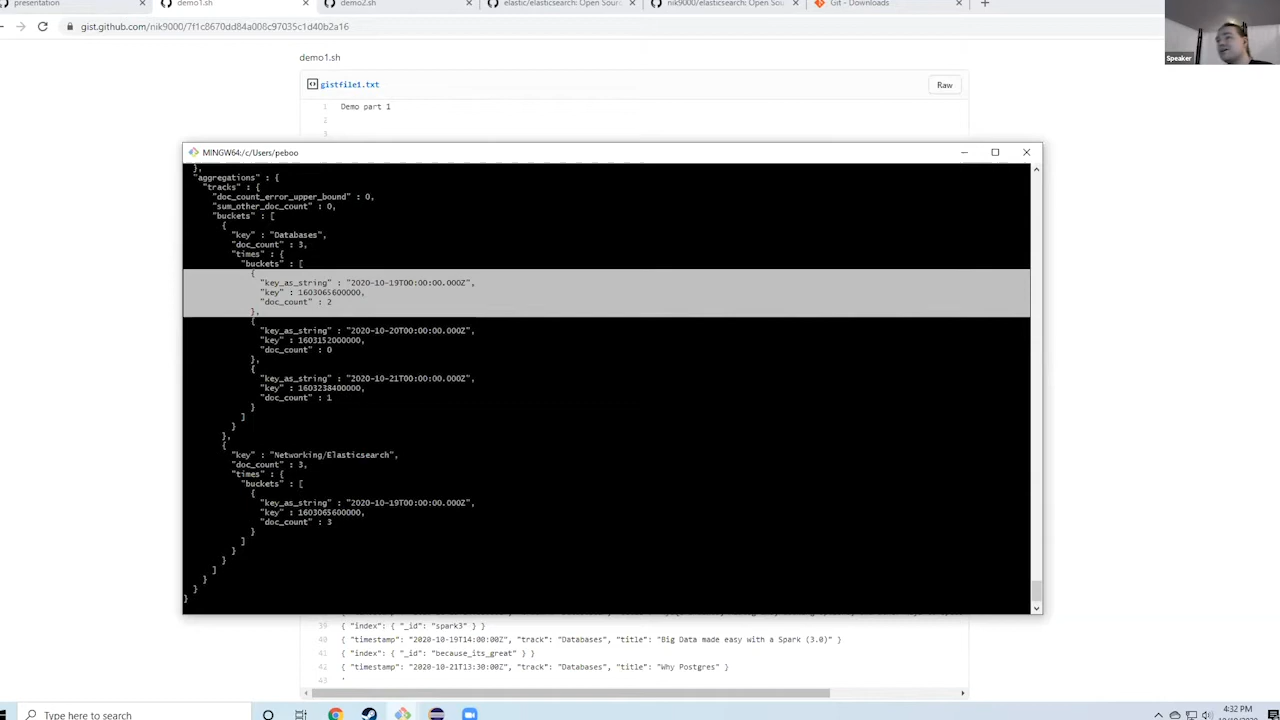 presentation
demo1.sh
demo2.sh
elastic/elasticsearch: Open Sour
nik9000/elasticsearch: Open Sou
Git - Downloads
gist.github.com/nik9000/7f1c8670dd84a008c97035c1d40b2a16
Speaker
demo1.sh
gistfile1.txt
Raw
1 Demo part 1
2
3
MINGW64:/c/Users/peboo
},
"aggregations" : {
"tracks" : {
"doc_count_error_upper_bound" : 0,
"sum_other_doc_count" : 0,
"buckets" : [
{
"key" : "Databases",
"doc_count" : 3,
"times" : {
"buckets" : [
{
"key_as_string" : "2020-10-19T00:00:00.000Z",
"key" : 1603065600000,
"doc_count" : 2
},
{
"key_as_string" : "2020-10-20T00:00:00.000Z",
"key" : 1603152000000,
"doc_count" : 0
},
{
"key_as_string" : "2020-10-21T00:00:00.000Z",
"key" : 1603238400000,
"doc_count" : 1
}
]
}
},
{
"key" : "Networking/Elasticsearch",
"doc_count" : 3,
"times" : {
"buckets" : [
{
"key_as_string" : "2020-10-19T00:00:00.000Z",
"key" : 1603065600000,
"doc_count" : 3
}
]
}
}
]
}
}
}
39 { "index": { "_id": "spark3" } }
40 { "timestamp": "2020-10-19T14:00:00Z", "track": "Databases", "title": "Big Data made easy with a Spark (3.0)" }
41 { "index": { "_id": "because_its_great" } }
42 { "timestamp": "2020-10-21T13:30:00Z", "track": "Databases", "title": "Why Postgres" }
43 '
Type here to search
4:32 PM